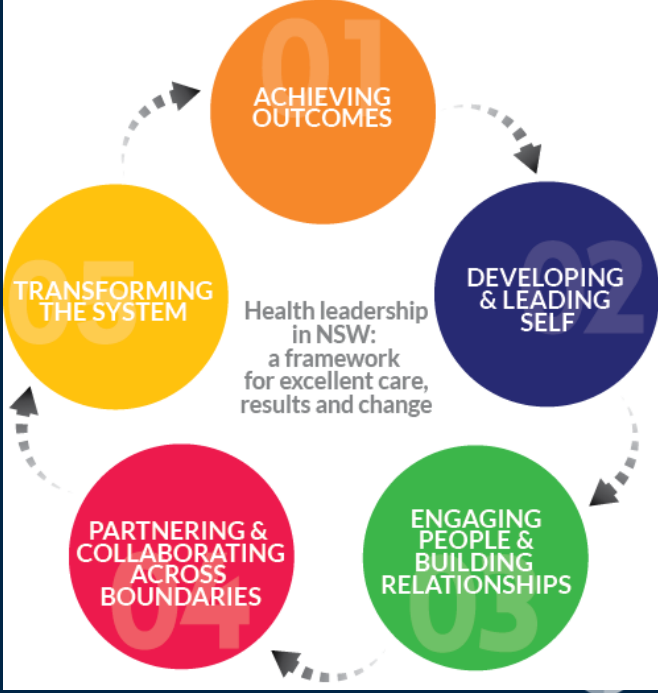 01
ACHIEVING
OUTCOMES
02
DEVELOPING
& LEADING
SELF
03
ENGAGING
PEOPLE &
BUILDING
RELATIONSHIPS
04
PARTNERING &
COLLABORATING
ACROSS
BOUNDARIES
05
TRANSFORMING
THE SYSTEM
Health leadership
in NSW:
a framework
for excellent care,
results and change